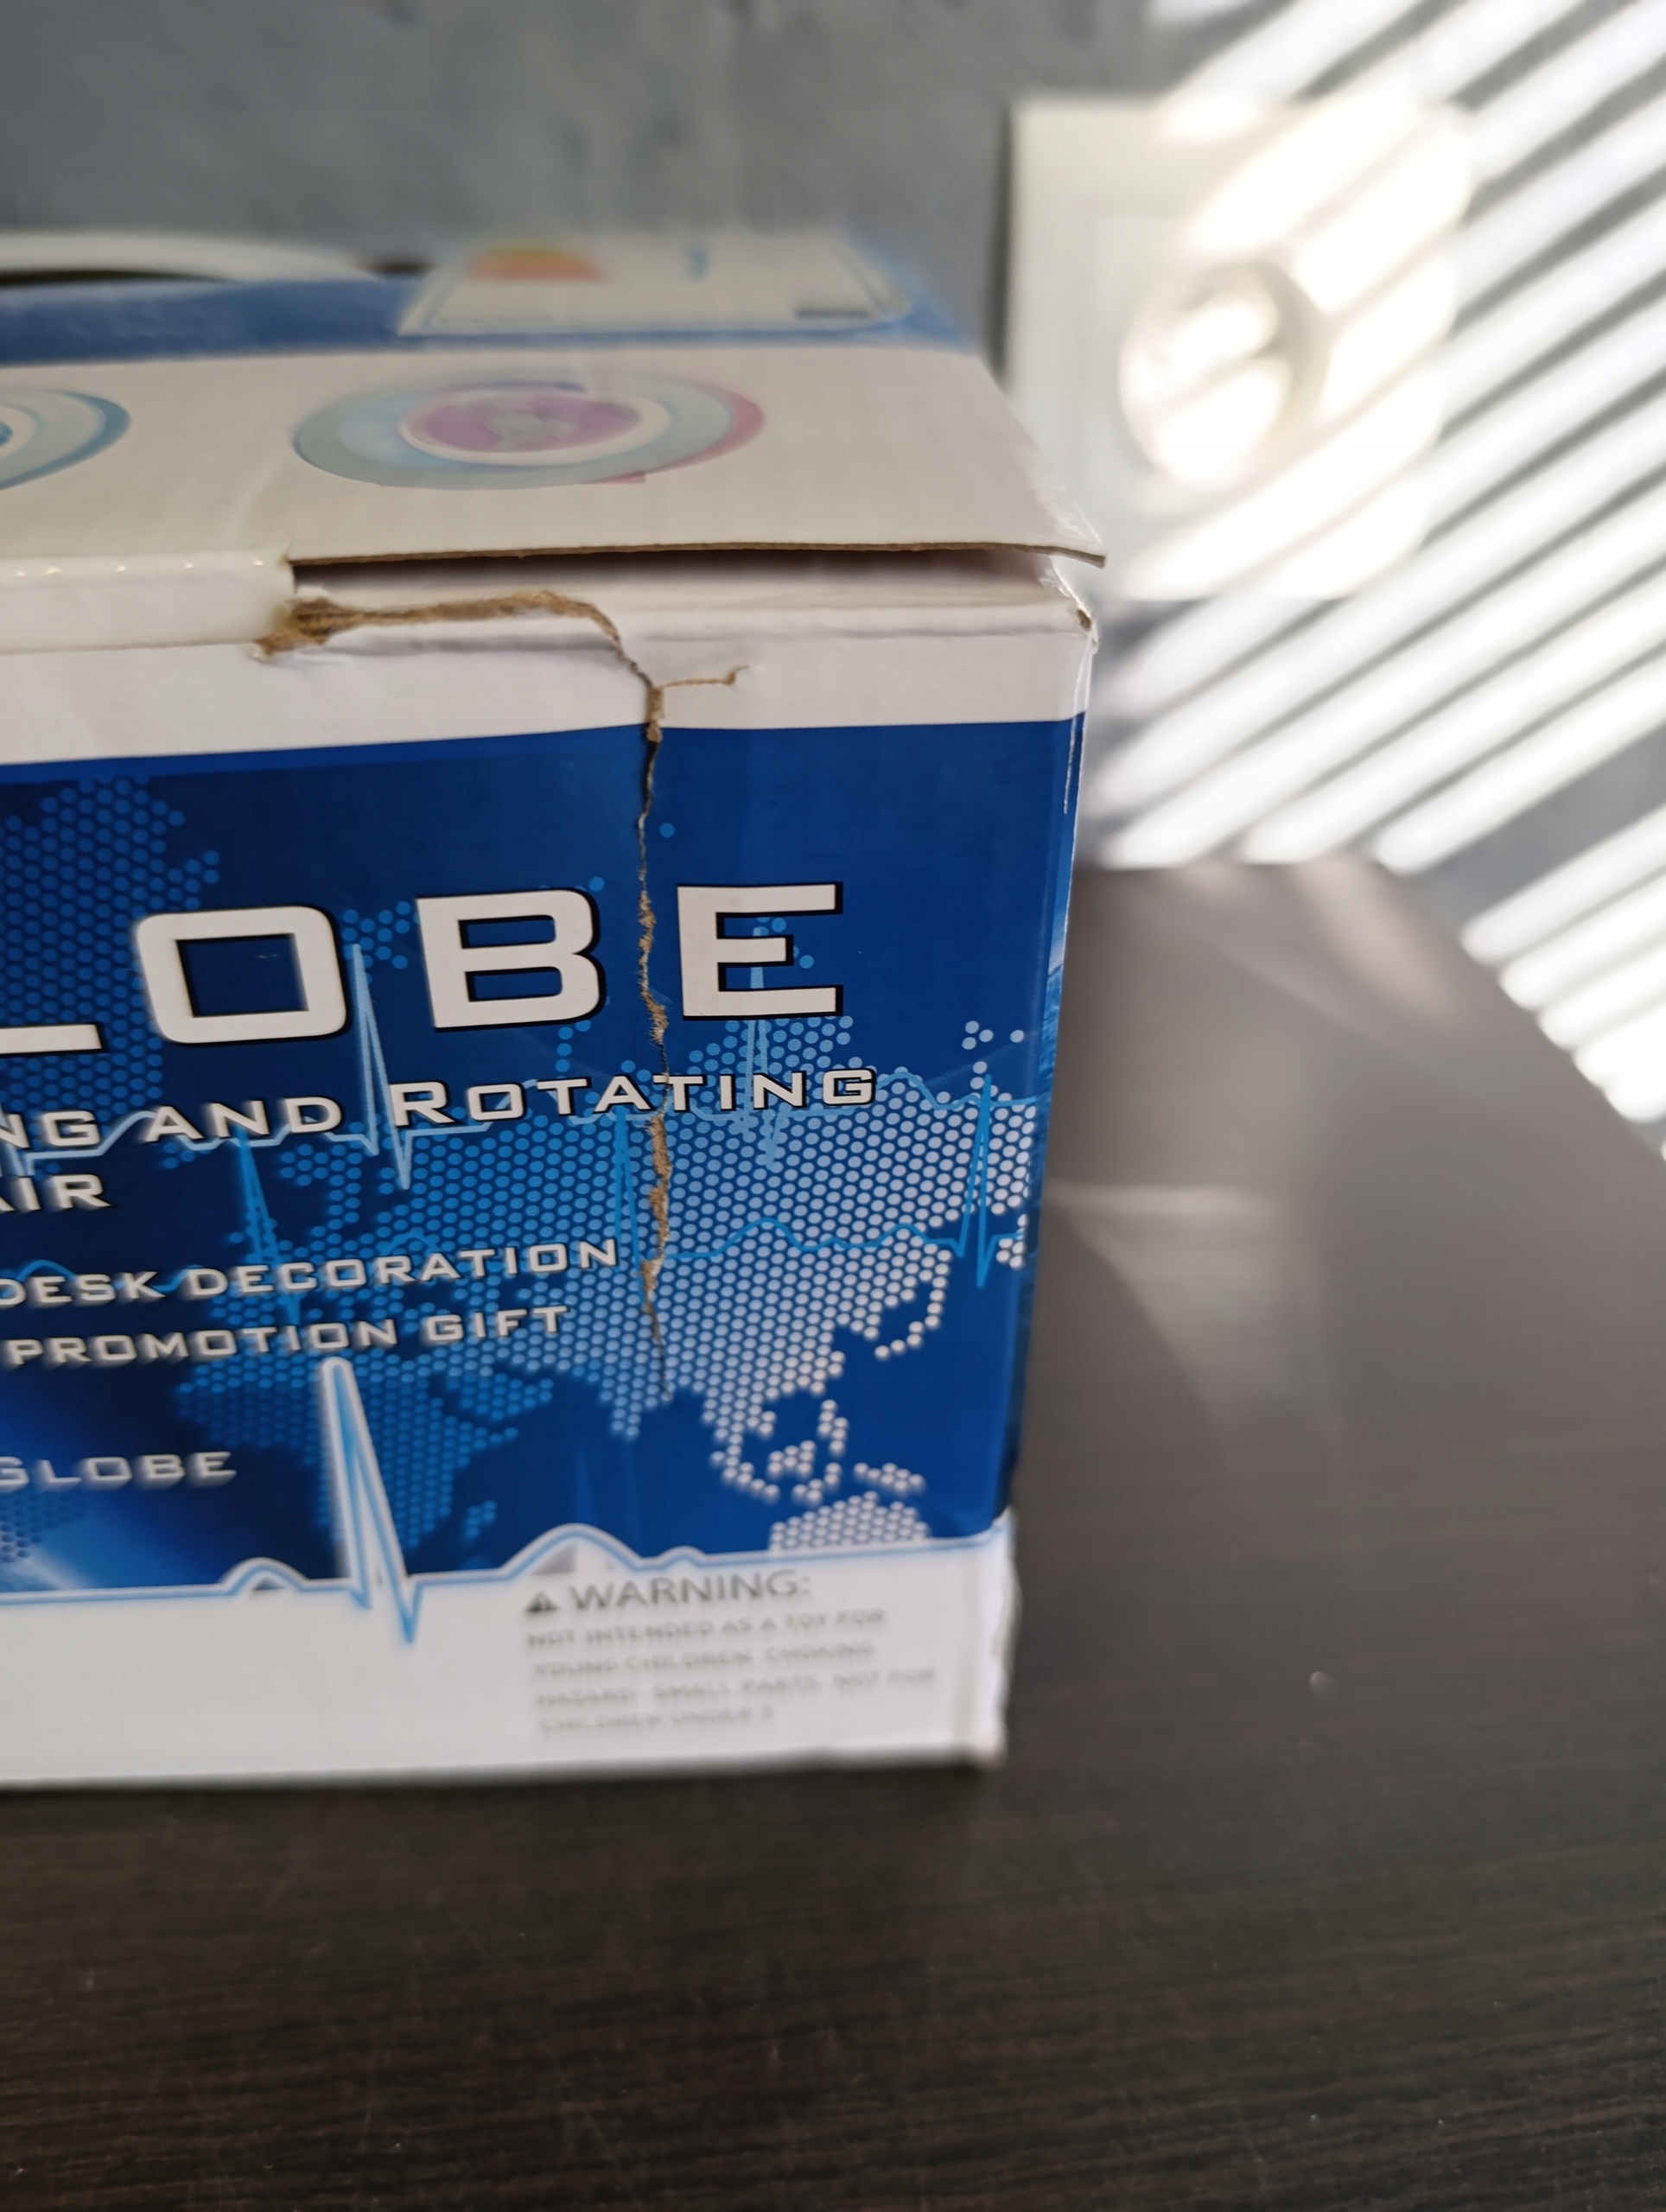 LOBE
NG AND ROTATING
AIR
DESK DECORATION
PROMOTION GIFT
GLOBE
WARNING:
NOT INTENDED AS A TOY FOR
YOUNG CHILDREN. CHOKING
HAZARD. SMALL PARTS. NOT FOR
CHILDREN UNDER 3